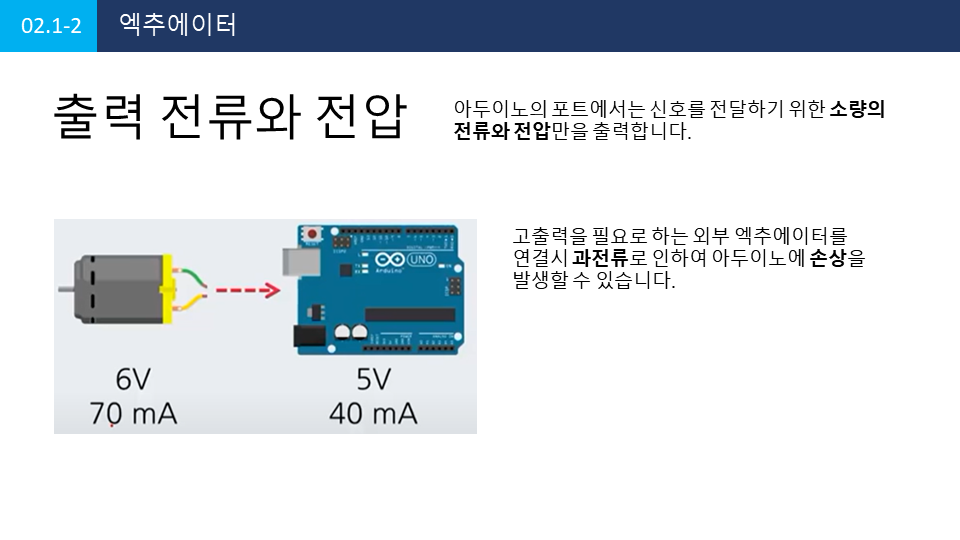 02.1-2 엑추에이터
출력 전류와 전압
아두이노의 포트에서는 신호를 전달하기 위한 소량의
전류와 전압만을 출력합니다.
고출력을 필요로 하는 외부 엑추에이터를
연결시 과전류로 인하여 아두이노에 손상을
발생할 수 있습니다.
UNO
Arduino
6V
70 mA
5V
40 mA